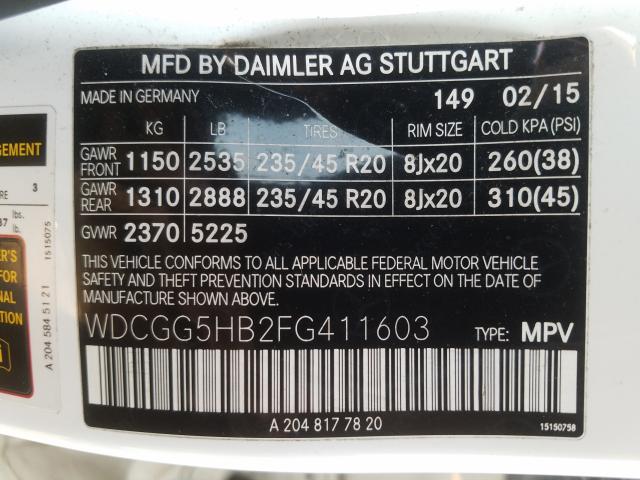 MFD BY DAIMLER AG STUTTGART
MADE IN GERMANY 149 02/15
KG LB TIRES RIM SIZE COLD KPA (PSI)
GAWR FRONT 1150 2535 235/45 R20 8Jx20 260(38)
GAWR REAR 1310 2888 235/45 R20 8Jx20 310(45)
GVWR 2370 5225
THIS VEHICLE CONFORMS TO ALL APPLICABLE FEDERAL MOTOR VEHICLE
SAFETY AND THEFT PREVENTION STANDARDS IN EFFECT ON THE
DATE OF MANUFACTURE SHOWN ABOVE.
WDCGG5HB2FG411603 TYPE: MPV
A 204 817 78 20
15150758
3
lbs.
lb.
A 204 584 51 21
1515075